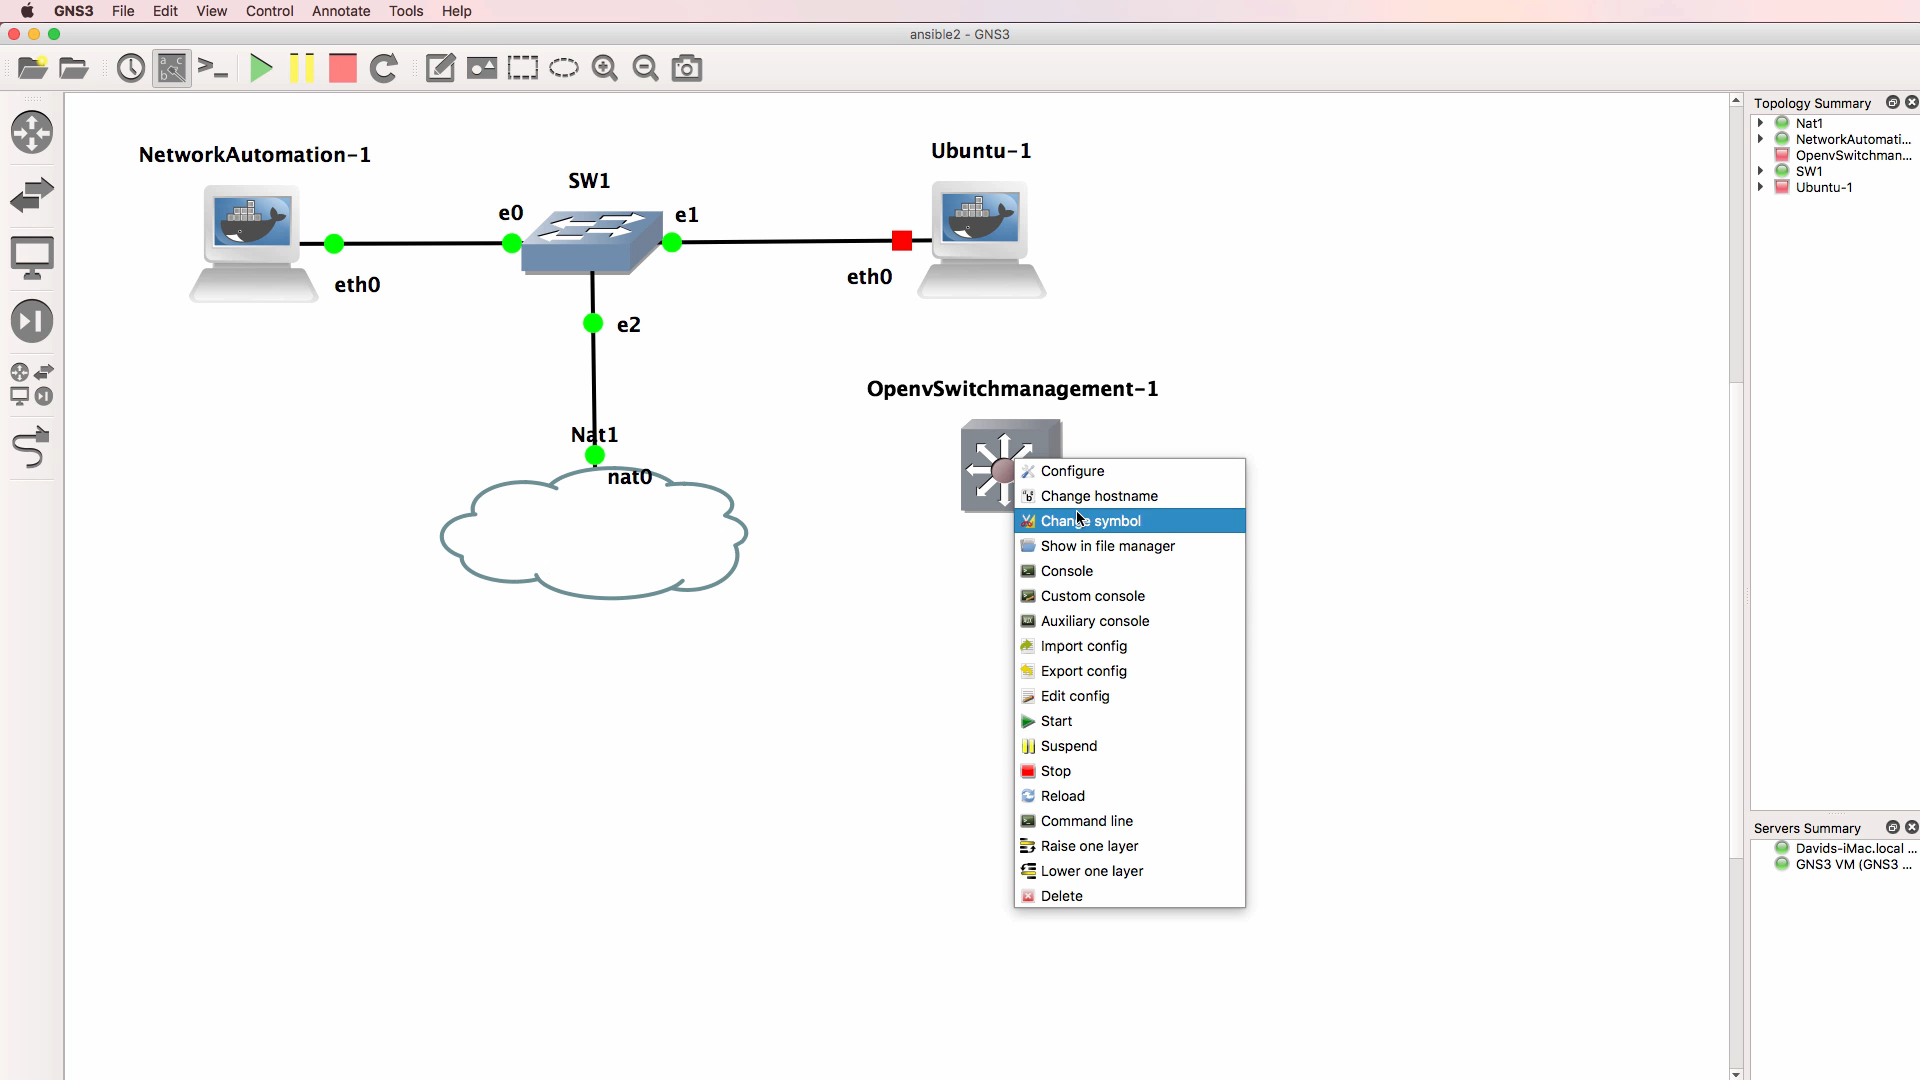 GNS3 File Edit View Control Annotate Tools Help
ansible2 - GNS3
Topology Summary
Nat1
NetworkAutomati...
OpenvSwitchman...
SW1
Ubuntu-1
NetworkAutomation-1
SW1
Ubuntu-1
e0
e1
eth0
eth0
e2
Nat1
nat0
OpenvSwitchmanagement-1
Configure
Change hostname
Change symbol
Show in file manager
Console
Custom console
Auxiliary console
Import config
Export config
Edit config
Start
Suspend
Stop
Reload
Command line
Raise one layer
Lower one layer
Delete
Servers Summary
Davids-iMac.local ...
GNS3 VM (GNS3 ...